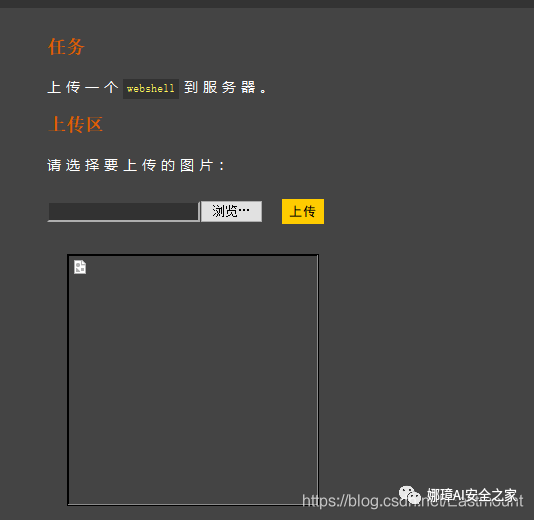 任务
上传一个 webshell 到服务器。
上传区
请选择要上传的图片：
浏览… 上传
https://blog.csdn.net/Eastmount
娜璋AI安全之家